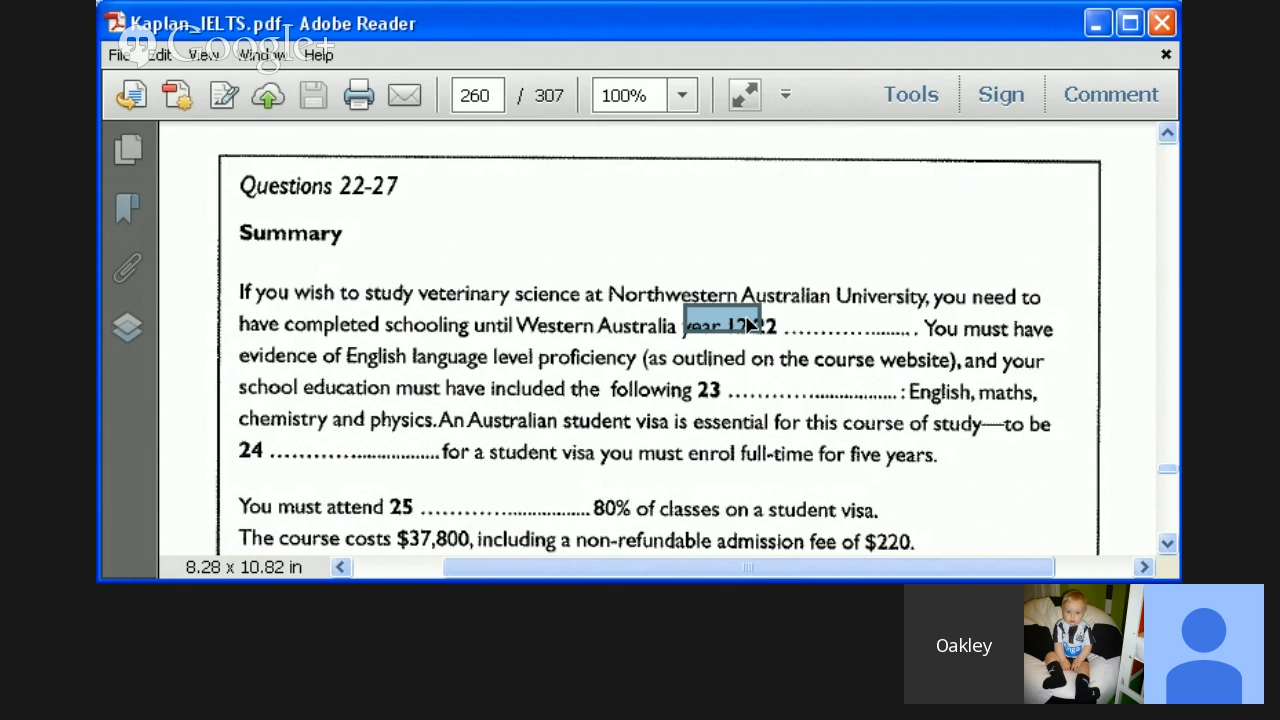 Kaplan_IELTS.pdf - Adobe Reader
Google+
File Edit View Window Help
260 / 307 100% Tools Sign Comment
Questions 22-27
Summary
If you wish to study veterinary science at Northwestern Australian University, you need to
have completed schooling until Western Australia year 12 22 .................... . You must have
evidence of English language level proficiency (as outlined on the course website), and your
school education must have included the following 23 ........................... : English, maths,
chemistry and physics. An Australian student visa is essential for this course of study—to be
24 ........................... for a student visa you must enrol full-time for five years.
You must attend 25 ........................... 80% of classes on a student visa.
The course costs $37,800, including a non-refundable admission fee of $220.
8.28 x 10.82 in
Oakley